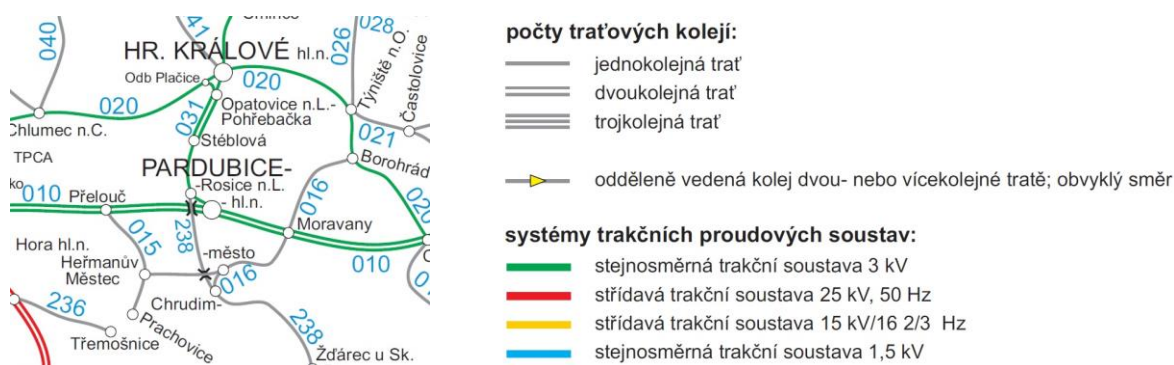 041
028
040
026
HR. KRÁLOVÉ hl.n.
Týniště n.O.
Častolovice
Odb Plačice
020
020
Opatovice n.L.-
Pohřebačka
031
Chlumec n.C.
021
Stéblová
TPCA
Borohrád
PARDUBICE-
-Rosice n.L.
- hl.n.
016
010
Přelouč
020
238
Moravany
015
Hora hl.n.
Heřmanův
Městec
-město
010
016
Chrudim-
236
Prachovice
238
Třemošnice
Žďárec u Sk.
počty traťových kolejí:
jednokolejná trať
dvoukolejná trať
trojkolejná trať
odděleně vedená kolej dvou- nebo vícekolejné tratě; obvyklý směr
systémy trakčních proudových soustav:
stejnosměrná trakční soustava 3 kV
střídavá trakční soustava 25 kV, 50 Hz
střídavá trakční soustava 15 kV/16 2/3 Hz
stejnosměrná trakční soustava 1,5 kV